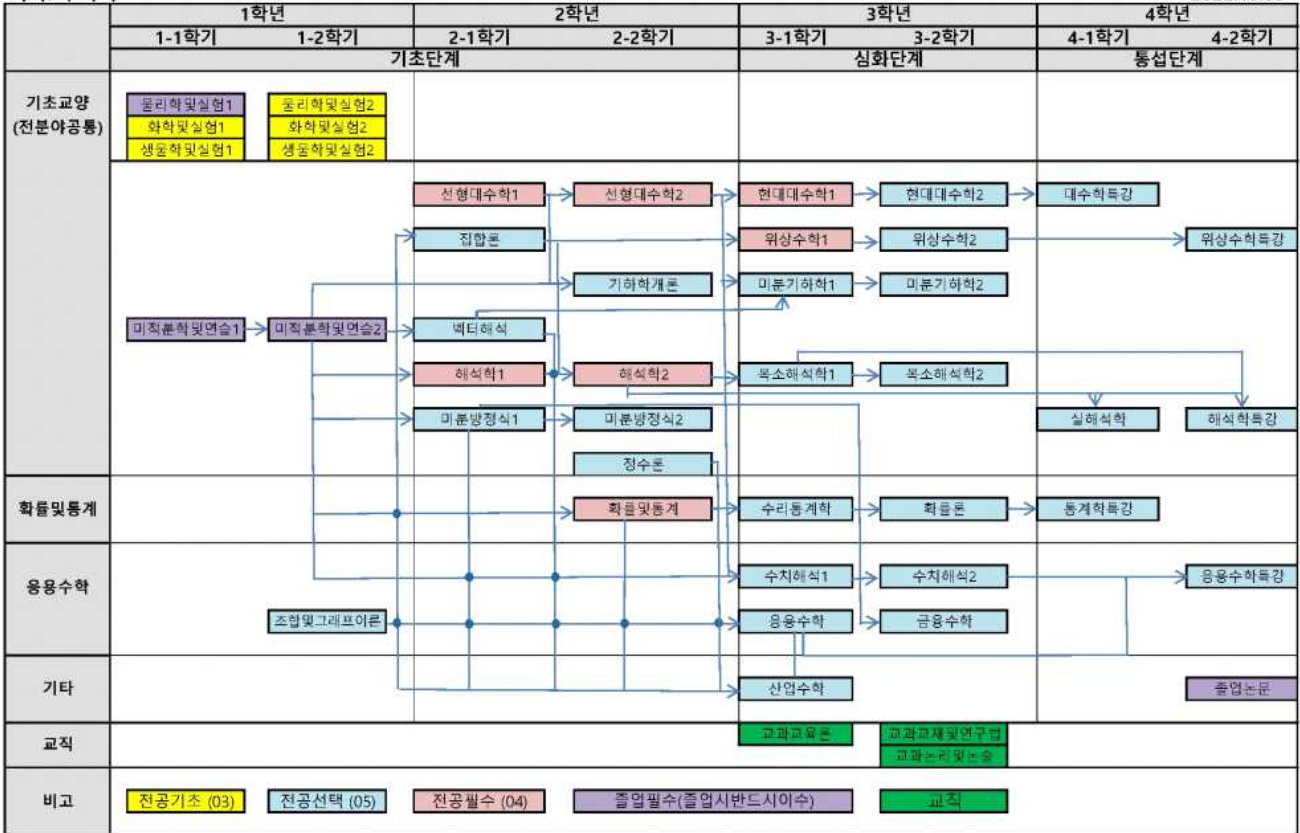 1학년 2학년 3학년 4학년
1-1학기 1-2학기 2-1학기 2-2학기 3-1학기 3-2학기 4-1학기 4-2학기
기초단계 심화단계 통섭단계
기초교양
(전분야공통)
물리학및실험1 물리학및실험2
화학및실험1 화학및실험2
생물학및실험1 생물학및실험2
선형대수학1 선형대수학2 현대대수학1 현대대수학2 대수학특강
집합론 위상수학1 위상수학2 위상수학특강
기하학개론 미분기하학1 미분기하학2
미적분학및연습1 미적분학및연습2 벡터해석
해석학1 해석학2 복소해석학1 복소해석학2
미분방정식1 미분방정식2 실해석학 해석학특강
정수론
확률및통계 확률및통계 수리통계학 확률론 통계학특강
응용수학 수치해석1 수치해석2 응용수학특강
조합및그래프이론 응용수학 금융수학
기타 산업수학 졸업논문
교직 교과교육론 교과교재및연구법
교과논리및논술
비고 전공기초 (03) 전공선택 (05) 전공필수 (04) 졸업필수(졸업시반드시이수) 교직